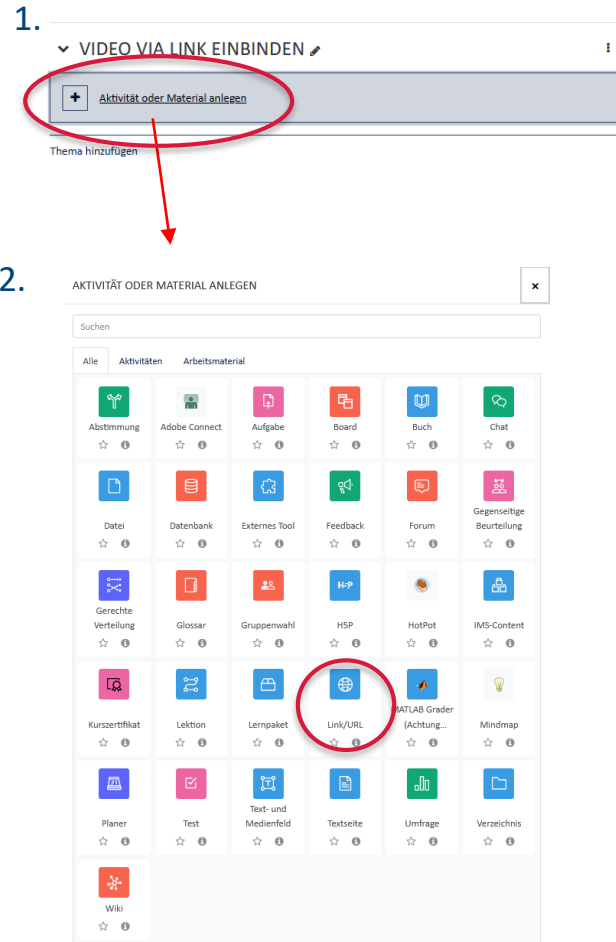 1.
VIDEO VIA LINK EINBINDEN
Aktivität oder Material anlegen
Thema hinzufügen
2.
AKTIVITÄT ODER MATERIAL ANLEGEN
Suchen
Alle Aktivitäten Arbeitsmaterial
Abstimmung Adobe Connect Aufgabe Board Buch Chat
Datei Datenbank Externes Tool Feedback Forum Gegenseitige
Beurteilung
Gerechte
Verteilung Glossar Gruppenwahl H5P HotPot IMS-Content
H-P
Kurszertifikat Lektion Lernpaket Link/URL MATLAB Grader
(Achtung... Mindmap
Planer Test Text- und
Medienfeld Textseite Umfrage Verzeichnis
Wiki